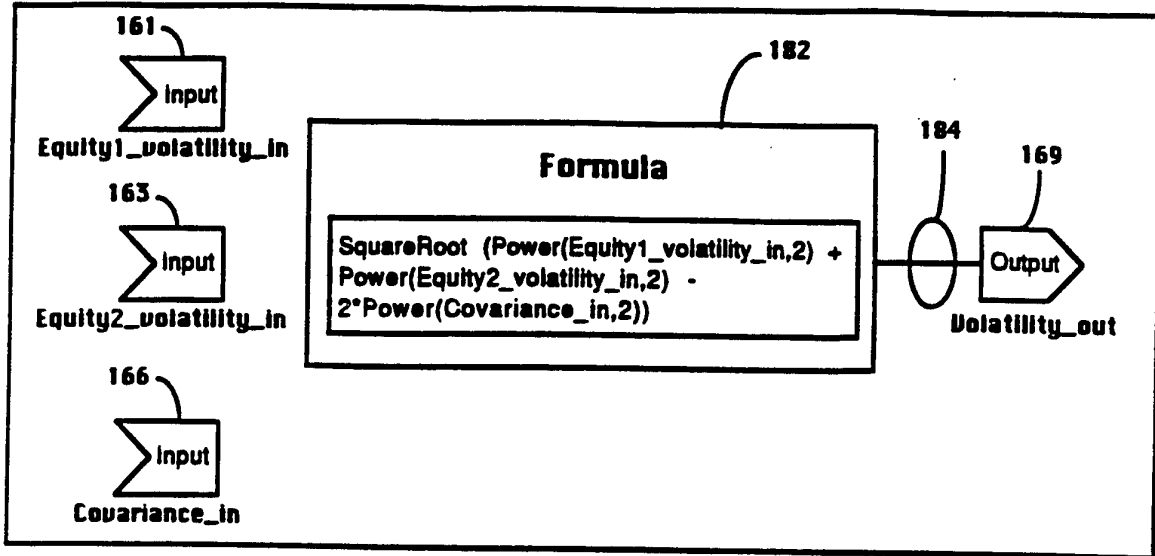 161
Input
Equity1_volatility_in
163
Input
Equity2_volatility_in
166
Input
Covariance_in
182
Formula
SquareRoot (Power(Equity1_volatility_in,2) +
Power(Equity2_volatility_in,2) -
2*Power(Covariance_in,2))
184
169
Output
Volatility_out